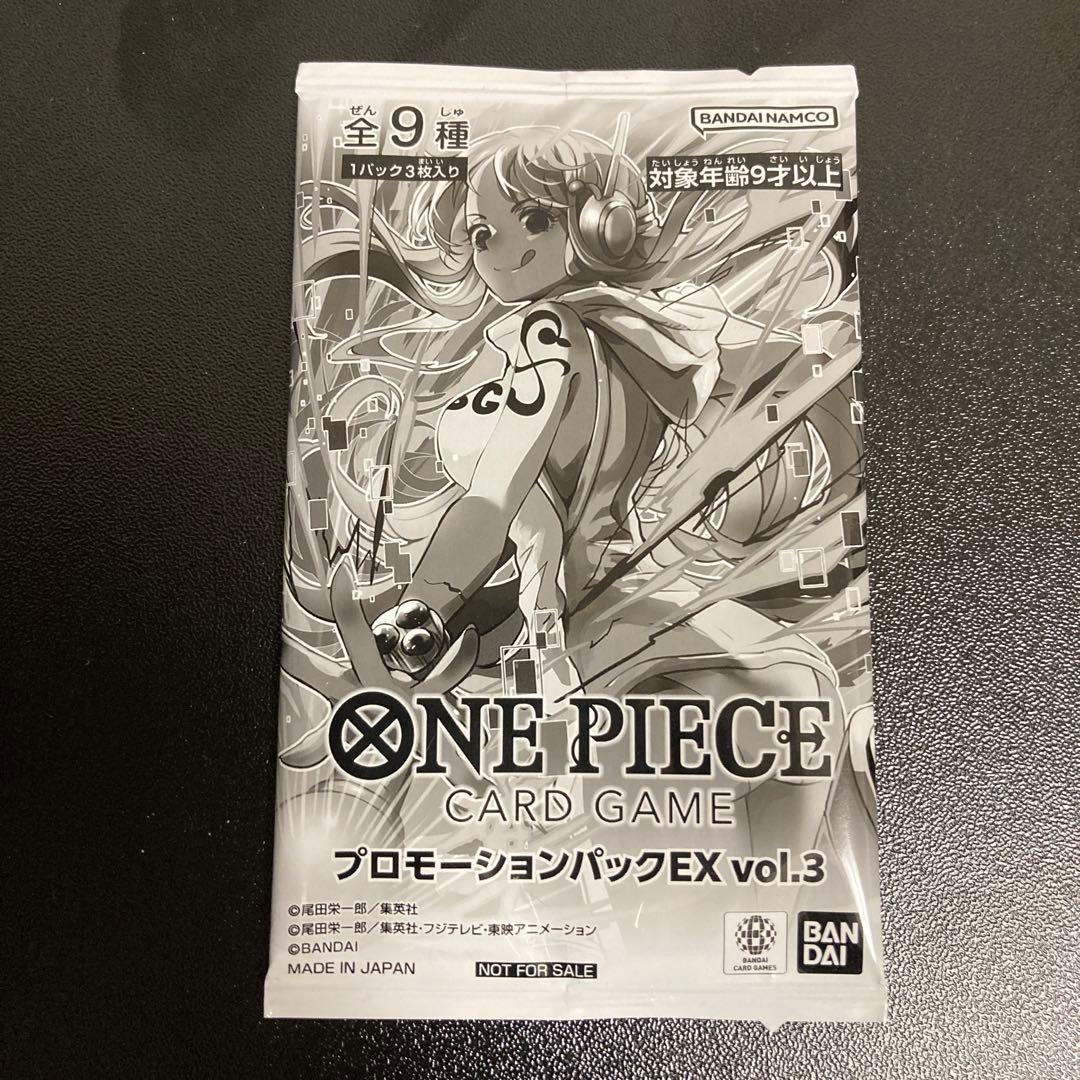 ぜん しゅ
全9種
まいい
1パック3枚入り
BANDAI NAMCO
たいしょうねんれい さいいじょう
対象年齢9才以上
BG
ONE PIECE
CARD GAME
プロモーションパックEX vol.3
©尾田栄一郎/集英社
©尾田栄一郎/集英社・フジテレビ・東映アニメーション
©BANDAI
MADE IN JAPAN
NOT FOR SALE
BANDAI
CARD GAMES
BAN
DAI